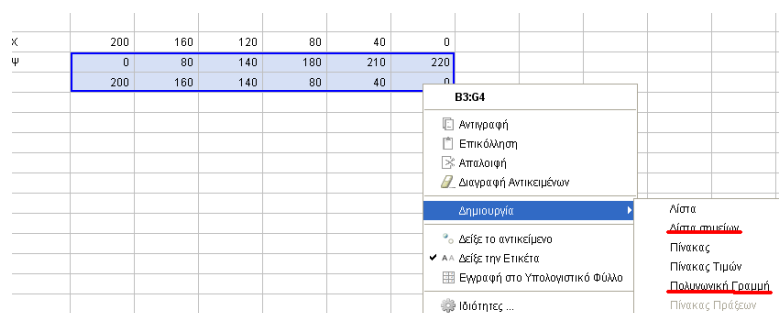 X 200 160 120 80 40 0
Ψ 0 80 140 180 210 220
200 160 140 80 40 0
B3:G4
Αντιγραφή
Επικόλληση
Απαλοιφή
Διαγραφή Αντικειμένων
Δημιουργία
Λίστα
Λίστα σημείων
Πίνακας
Πίνακας Τιμών
Πολυγωνική Γραμμή
Πίνακας Πράξεων
Δείξε το αντικείμενο
Δείξε την Ετικέτα
Εγγραφή στο Υπολογιστικό Φύλλο
Ιδιότητες ...